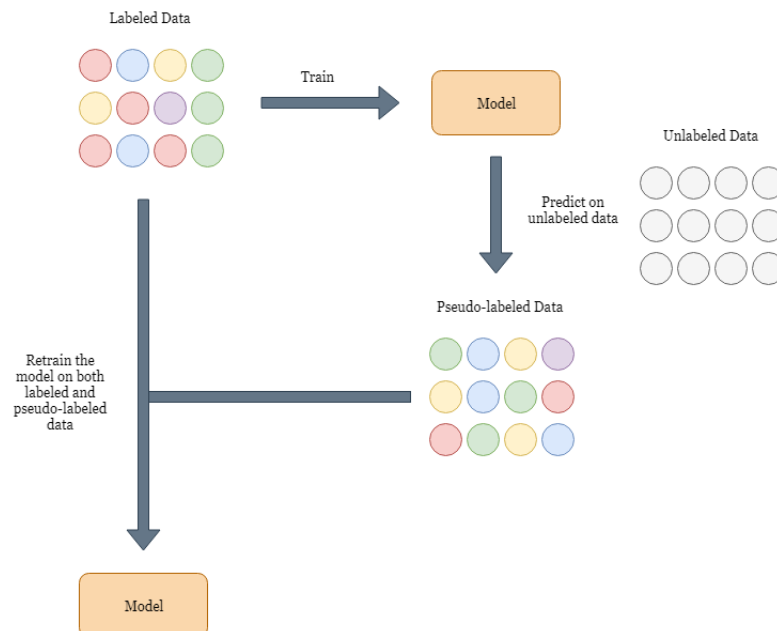 Labeled Data
Train
Model
Unlabeled Data
Predict on
unlabeled data
Pseudo-labeled Data
Retrain the
model on both
labeled and
pseudo-labeled
data
Model